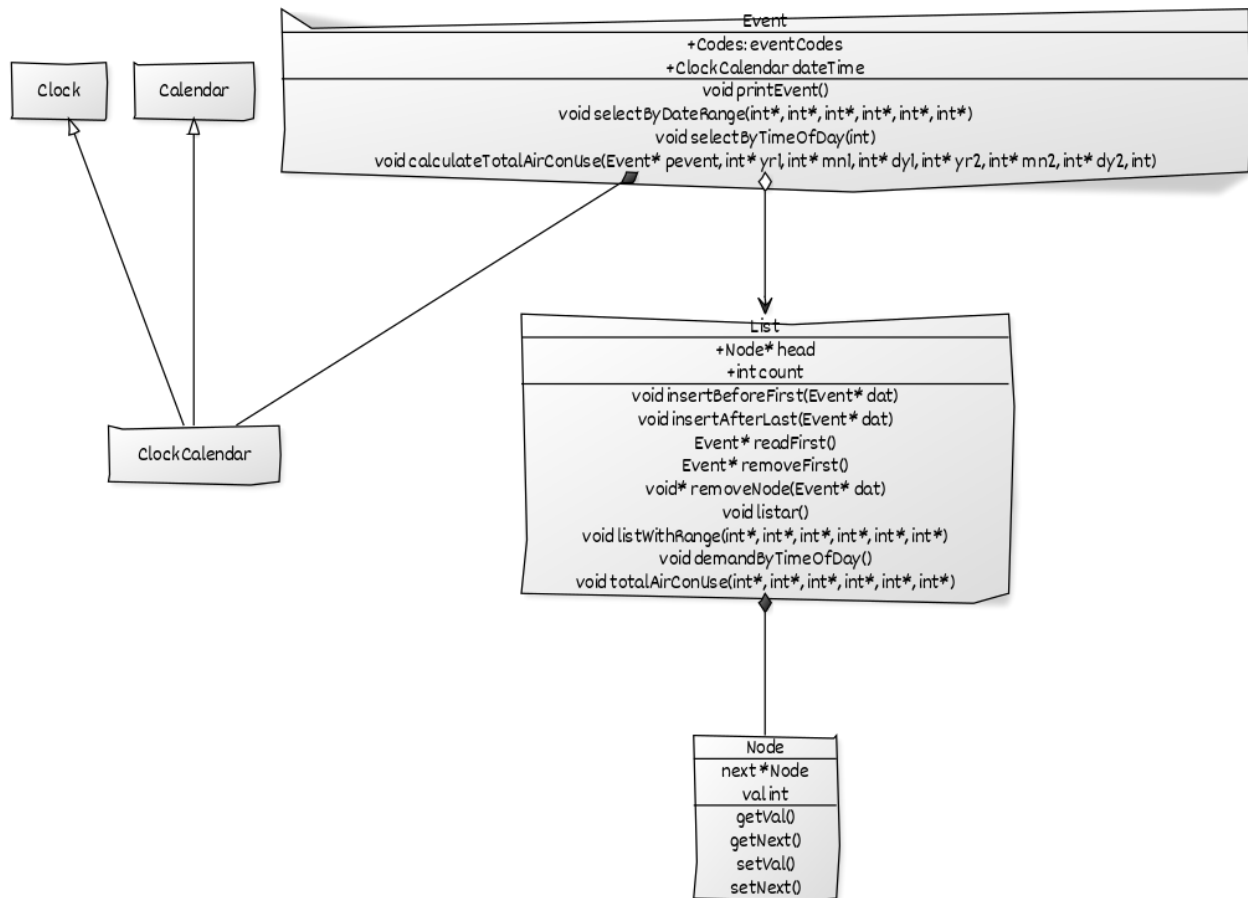 Event
+Codes: eventCodes
+ClockCalendar dateTime
void printEvent()
void selectByDateRange(int*, int*, int*, int*, int*, int*)
void selectByTimeOfDay(int)
void calculateTotalAirConUse(Event* pevent, int* yr1, int* mn1, int* dy1, int* yr2, int* mn2, int* dy2, int)
Clock
Calendar
ClockCalendar
List
+Node* head
+int count
void insertBeforeFirst(Event* dat)
void insertAfterLast(Event* dat)
Event* readFirst()
Event* removeFirst()
void* removeNode(Event* dat)
void listar()
void listWithRange(int*, int*, int*, int*, int*, int*)
void demandByTimeOfDay()
void totalAirConUse(int*, int*, int*, int*, int*, int*)
Node
next *Node
val int
getVal()
getNext()
setVal()
setNext()